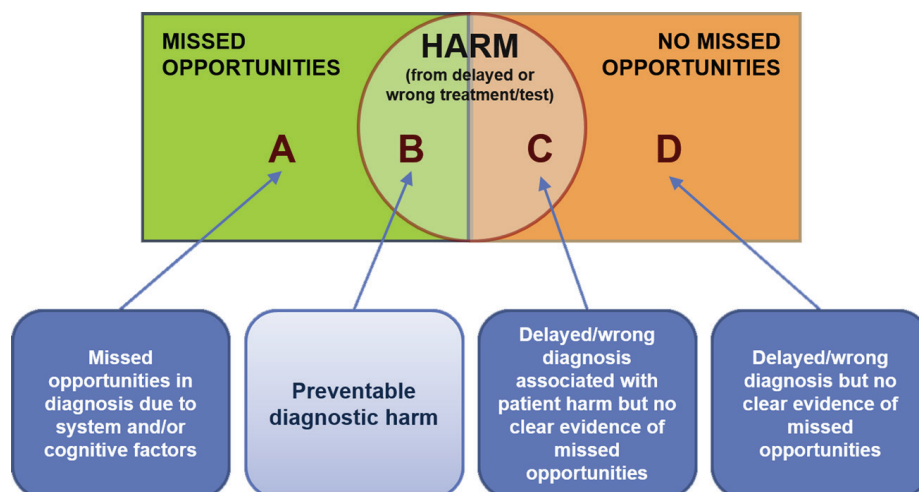 MISSED
OPPORTUNITIES
HARM
(from delayed or
wrong treatment/test)
NO MISSED
OPPORTUNITIES
A
B
C
D
Missed
opportunities in
diagnosis due to
system and/or
cognitive factors
Preventable
diagnostic harm
Delayed/wrong
diagnosis
associated with
patient harm but no
clear evidence of
missed
opportunities
Delayed/wrong
diagnosis but no
clear evidence of
missed
opportunities